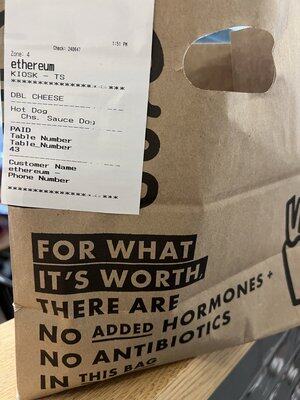 1:51 PM
Check: 240647
Zone: 4
ethereum
KIOSK - TS
DBL CHEESE
Hot Dog
Chs. Sauce Dog
PAID
Table Number
Table_Number
43
Customer Name
ethereum -
Phone Number
FOR WHAT
IT'S WORTH,
THERE ARE
NO ADDED HORMONES +
NO ANTIBIOTICS
IN THIS BAG